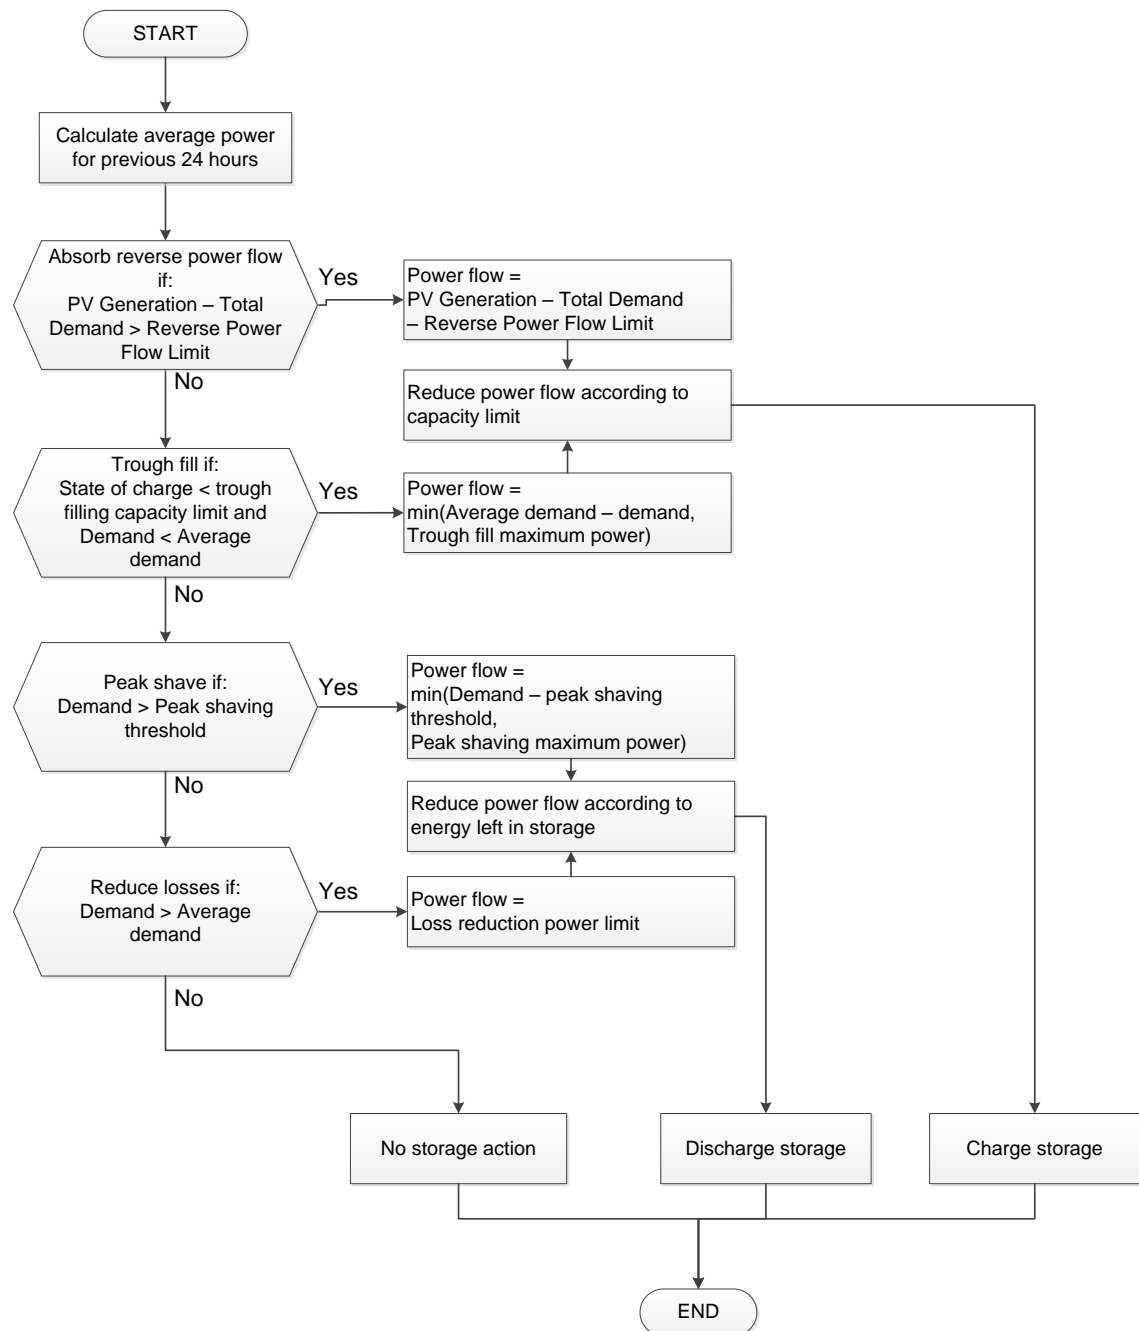 START
Calculate average power
for previous 24 hours
Absorb reverse power flow
if:
PV Generation – Total
Demand > Reverse Power
Flow Limit
Yes
Power flow =
PV Generation – Total Demand
– Reverse Power Flow Limit
No
Reduce power flow according to
capacity limit
Trough fill if:
State of charge < trough
filling capacity limit and
Demand < Average
demand
Yes
Power flow =
min(Average demand – demand,
Trough fill maximum power)
No
Peak shave if:
Demand > Peak shaving
threshold
Yes
Power flow =
min(Demand – peak shaving
threshold,
Peak shaving maximum power)
No
Reduce power flow according to
energy left in storage
Reduce losses if:
Demand > Average
demand
Yes
Power flow =
Loss reduction power limit
No
No storage action
Discharge storage
Charge storage
END